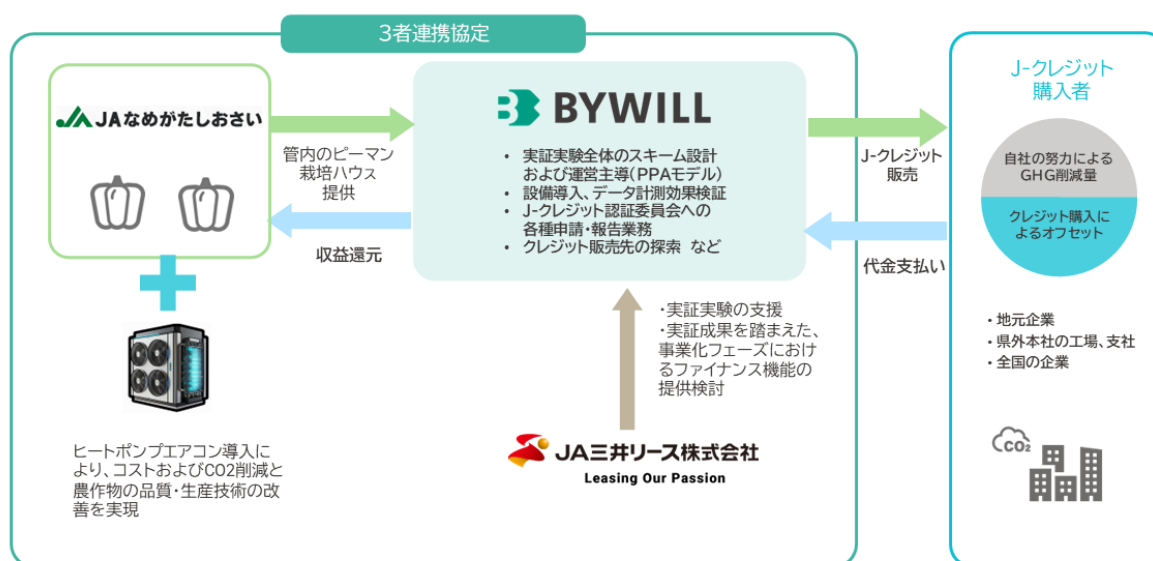 3者連携協定
JAなめがたしおさい
管内のピーマン
栽培ハウス
提供
収益還元
ヒートポンプエアコン導入に
より、コストおよびCO2削減と
農作物の品質・生産技術の改
善を実現
BYWILL
• 実証実験全体のスキーム設計
および運営主導(PPAモデル)
• 設備導入、データ計測効果検証
• J-クレジット認証委員会への
各種申請・報告業務
• クレジット販売先の探索 など
・実証実験の支援
・実証成果を踏まえた、
事業化フェーズにおけ
るファイナンス機能の
提供検討
JA三井リース株式会社
Leasing Our Passion
J-クレジット
販売
代金支払い
J-クレジット
購入者
自社の努力による
GHG削減量
クレジット購入に
よるオフセット
・地元企業
・県外本社の工場、支社
・全国の企業
CO2